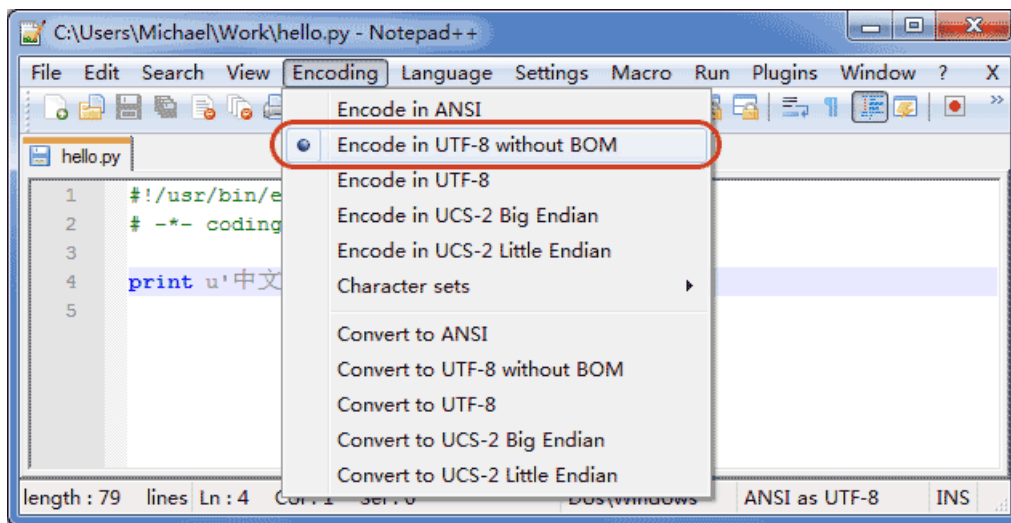 C:\Users\Michael\Work\hello.py - Notepad++
File Edit Search View Encoding Language Settings Macro Run Plugins Window ? X
Encode in ANSI
hello.py
Encode in UTF-8 without BOM
Encode in UTF-8
1 #!/usr/bin/e
Encode in UCS-2 Big Endian
2 # -*- coding
Encode in UCS-2 Little Endian
3
4 print u'中文
Character sets
5
Convert to ANSI
Convert to UTF-8 without BOM
Convert to UTF-8
Convert to UCS-2 Big Endian
Convert to UCS-2 Little Endian
length : 79 lines Ln : 4 ANSI as UTF-8 INS